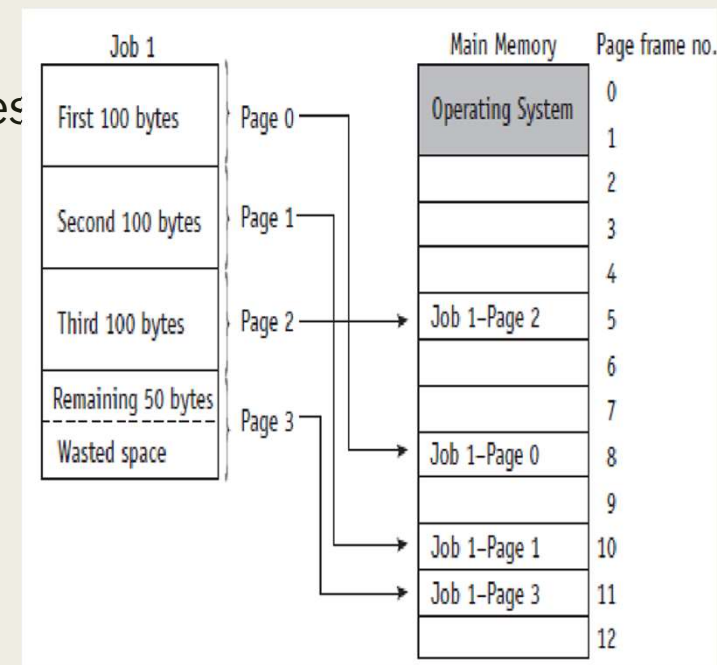 es
Job 1
First 100 bytes
Second 100 bytes
Third 100 bytes
Remaining 50 bytes
Wasted space
Page 0
Page 1
Page 2
Page 3
Main Memory
Operating System
Job 1–Page 2
Job 1–Page 0
Job 1–Page 1
Job 1–Page 3
Page frame no.
0
1
2
3
4
5
6
7
8
9
10
11
12